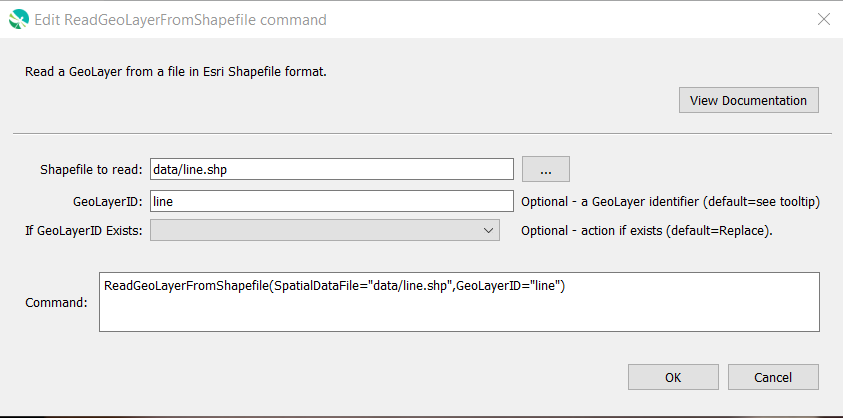 Edit ReadGeoLayerFromShapefile command
Read a GeoLayer from a file in Esri Shapefile format.
View Documentation
Shapefile to read: data/line.shp ...
GeoLayerID: line Optional - a GeoLayer identifier (default=see tooltip)
If GeoLayerID Exists: Optional - action if exists (default=Replace).
Command: ReadGeoLayerFromShapefile(SpatialDataFile="data/line.shp",GeoLayerID="line")
OK Cancel